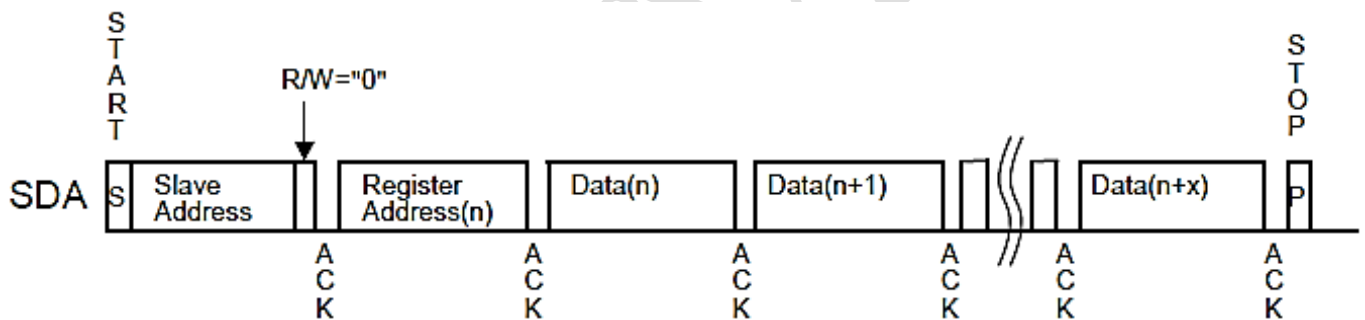 START
STOP
R/W="0"
SDA
S
Slave
Address
Register
Address(n)
Data(n)
Data(n+1)
Data(n+x)
P
ACK
ACK
ACK
ACK
ACK
ACK